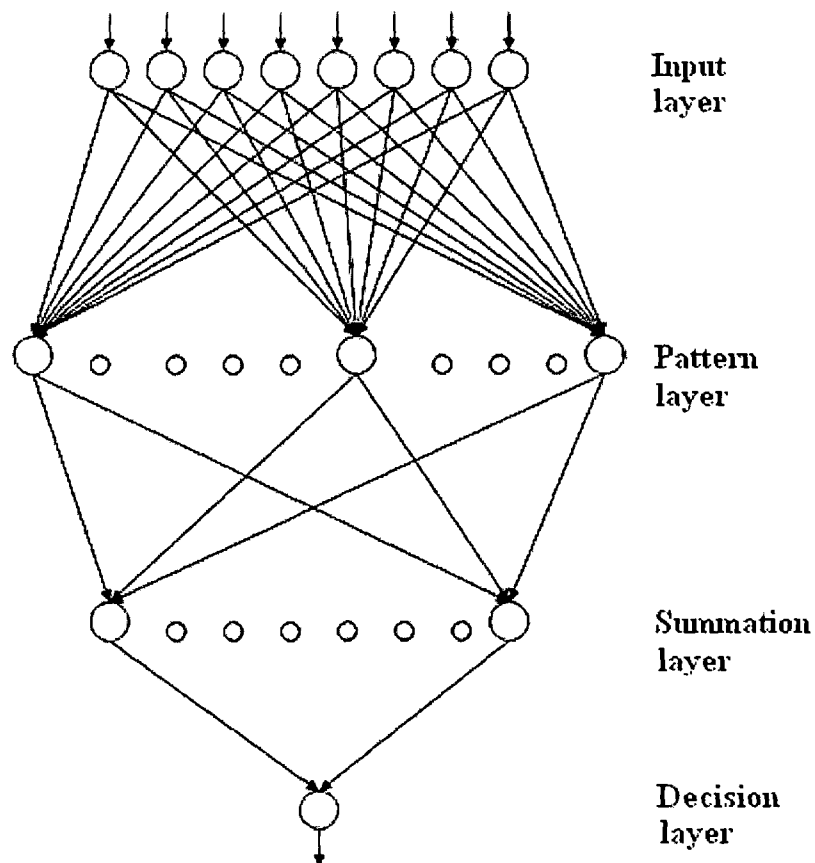 Input
layer
Pattern
layer
Summation
layer
Decision
layer